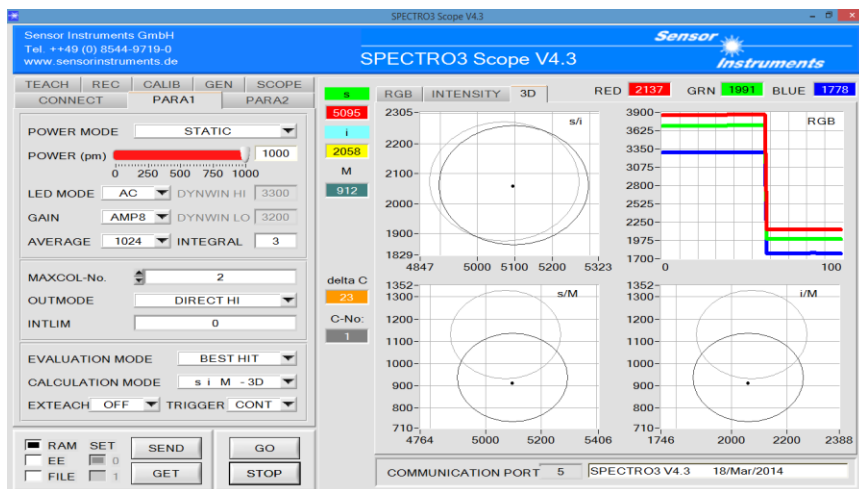 SPECTRO3 Scope V4.3
Sensor Instruments GmbH
Tel. ++49 (0) 8544-9719-0
www.sensorinstruments.de
SPECTRO3 Scope V4.3
Sensor
Instruments
TEACH REC CALIB GEN SCOPE
CONNECT PARA1 PARA2
POWER MODE STATIC
POWER (pm) 1000
0 250 500 750 1000
LED MODE AC DYNWIN HI 3300
GAIN AMP8 DYNWIN LO 3200
AVERAGE 1024 INTEGRAL 3
MAXCOL-No. 2
OUTMODE DIRECT HI
INTLIM 0
EVALUATION MODE BEST HIT
CALCULATION MODE s i M - 3D
EXTEACH OFF TRIGGER CONT
RAM SET
EE 0
FILE 1
SEND GO
GET STOP
s
5095
i
2058
M
912
delta C
23
C-No:
1
RGB INTENSITY 3D
RED 2137 GRN 1991 BLUE 1778
s/i
2305
2200
2100
2000
1900
1829
4847 5000 5100 5200 5323
RGB
3900
3625
3350
3075
2800
2525
2250
1975
1700
0 100
s/M
1352
1300
1200
1100
1000
900
800
710
4764 5000 5200 5406
i/M
1352
1300
1200
1100
1000
900
800
710
1746 2000 2200 2388
COMMUNICATION PORT 5 SPECTRO3 V4.3 18/Mar/2014